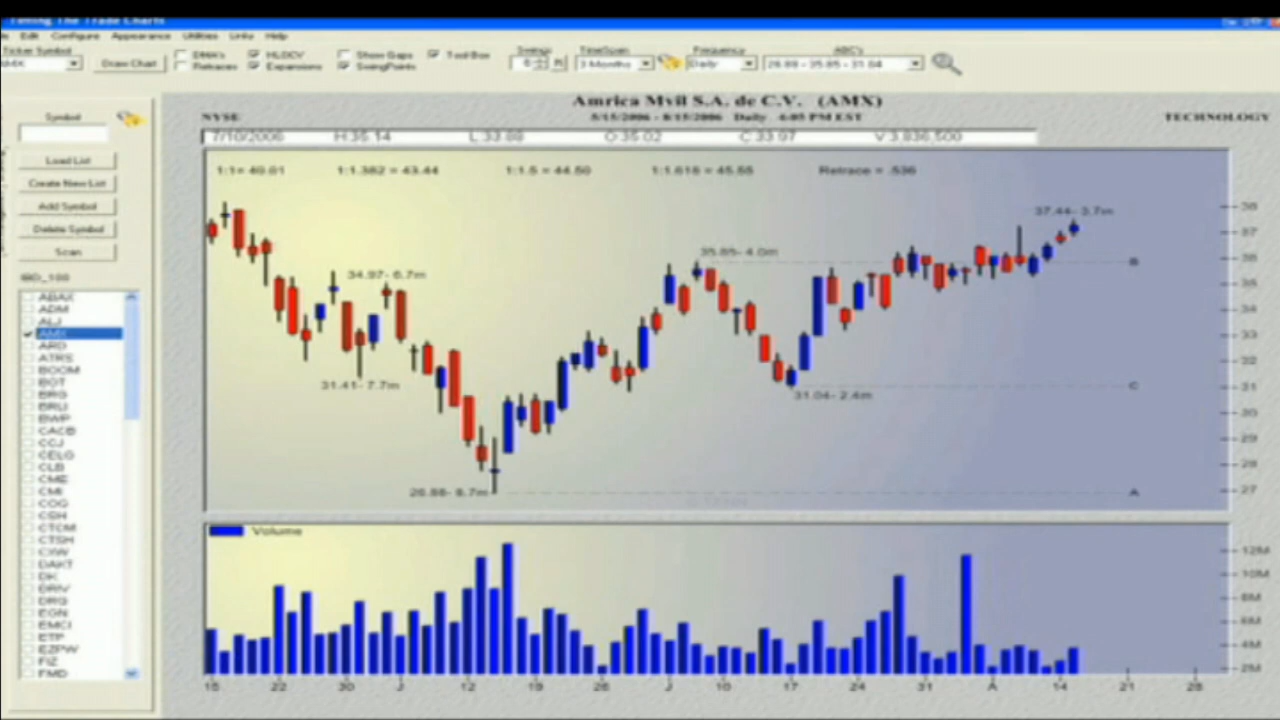 Timing The Trade Charts
Edit Configure Appearance Utilities Links Help
Ticker Symbol
AMX
Draw Chart
DMA's
Retraces
HLOCV
Expansions
Show Gaps
SwingPoints
Tool Box
Swings
6
TimeSpan
3 Months
Frequency
Daily
ABC's
26.88 - 35.85 - 31.04
Amrica Mvil S.A. de C.V. (AMX)
NYSE
5/15/2006 - 8/15/2006 Daily 4:05 PM EST
TECHNOLOGY
7/10/2006 H:35.14 L:33.88 O:35.02 C:33.97 V:3,836,500
Symbol
Load List
Create New List
Add Symbol
Delete Symbol
Scan
IBD_100
ABAX
ADM
ALJ
AMX
ARD
ATRS
BOOM
BOT
BRG
BRLI
BWP
CACB
CCJ
CELG
CLB
CME
CMI
COG
CSH
CTCM
CTSH
CXW
DAKT
DK
DRIV
DRQ
EGN
EMCI
ETP
EZPW
FIZ
FMD
1:1= 40.01 1:1.382 = 43.44 1:1.5 = 44.50 1:1.618 = 45.55 Retrace = .536
37.44- 3.7m
35.85- 4.0m
34.97- 6.7m
31.41- 7.7m
31.04- 2.4m
26.88- 8.7m
B
C
A
38
37
36
35
34
33
32
31
30
29
28
27
Volume
12M
10M
8M
6M
4M
2M
15 22 30 J 12 19 26 J 10 17 24 31 A 14 21 28